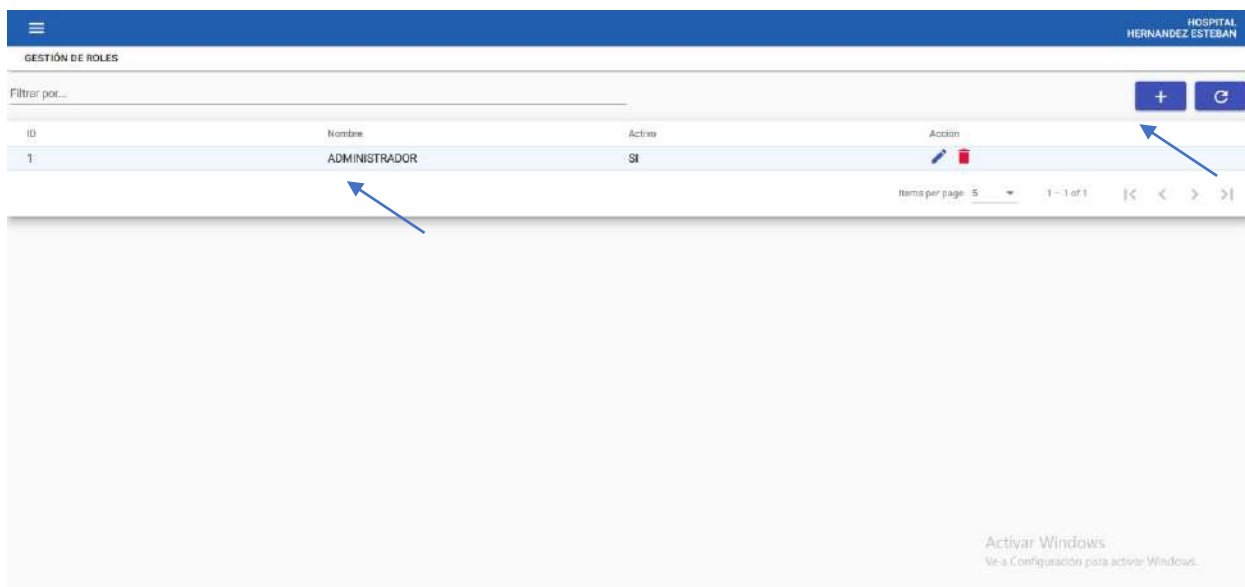 HOSPITAL
HERNANDEZ ESTEBAN
GESTIÓN DE ROLES
Filtrar por...
ID Nombre Activo Acción
1 ADMINISTRADOR SI
Items per page 5 1 – 1 of 1
Activar Windows
Ve a Configuración para activar Windows.